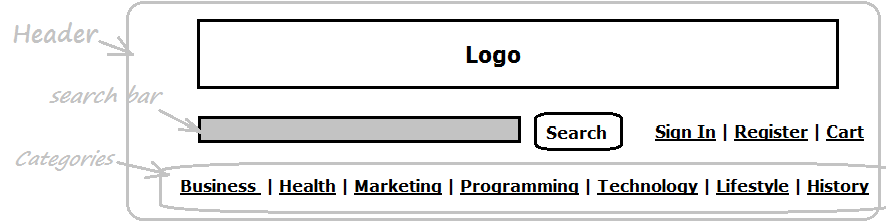 Header
Logo
search bar
Search Sign In | Register | Cart
Categories
Business | Health | Marketing | Programming | Technology | Lifestyle | History